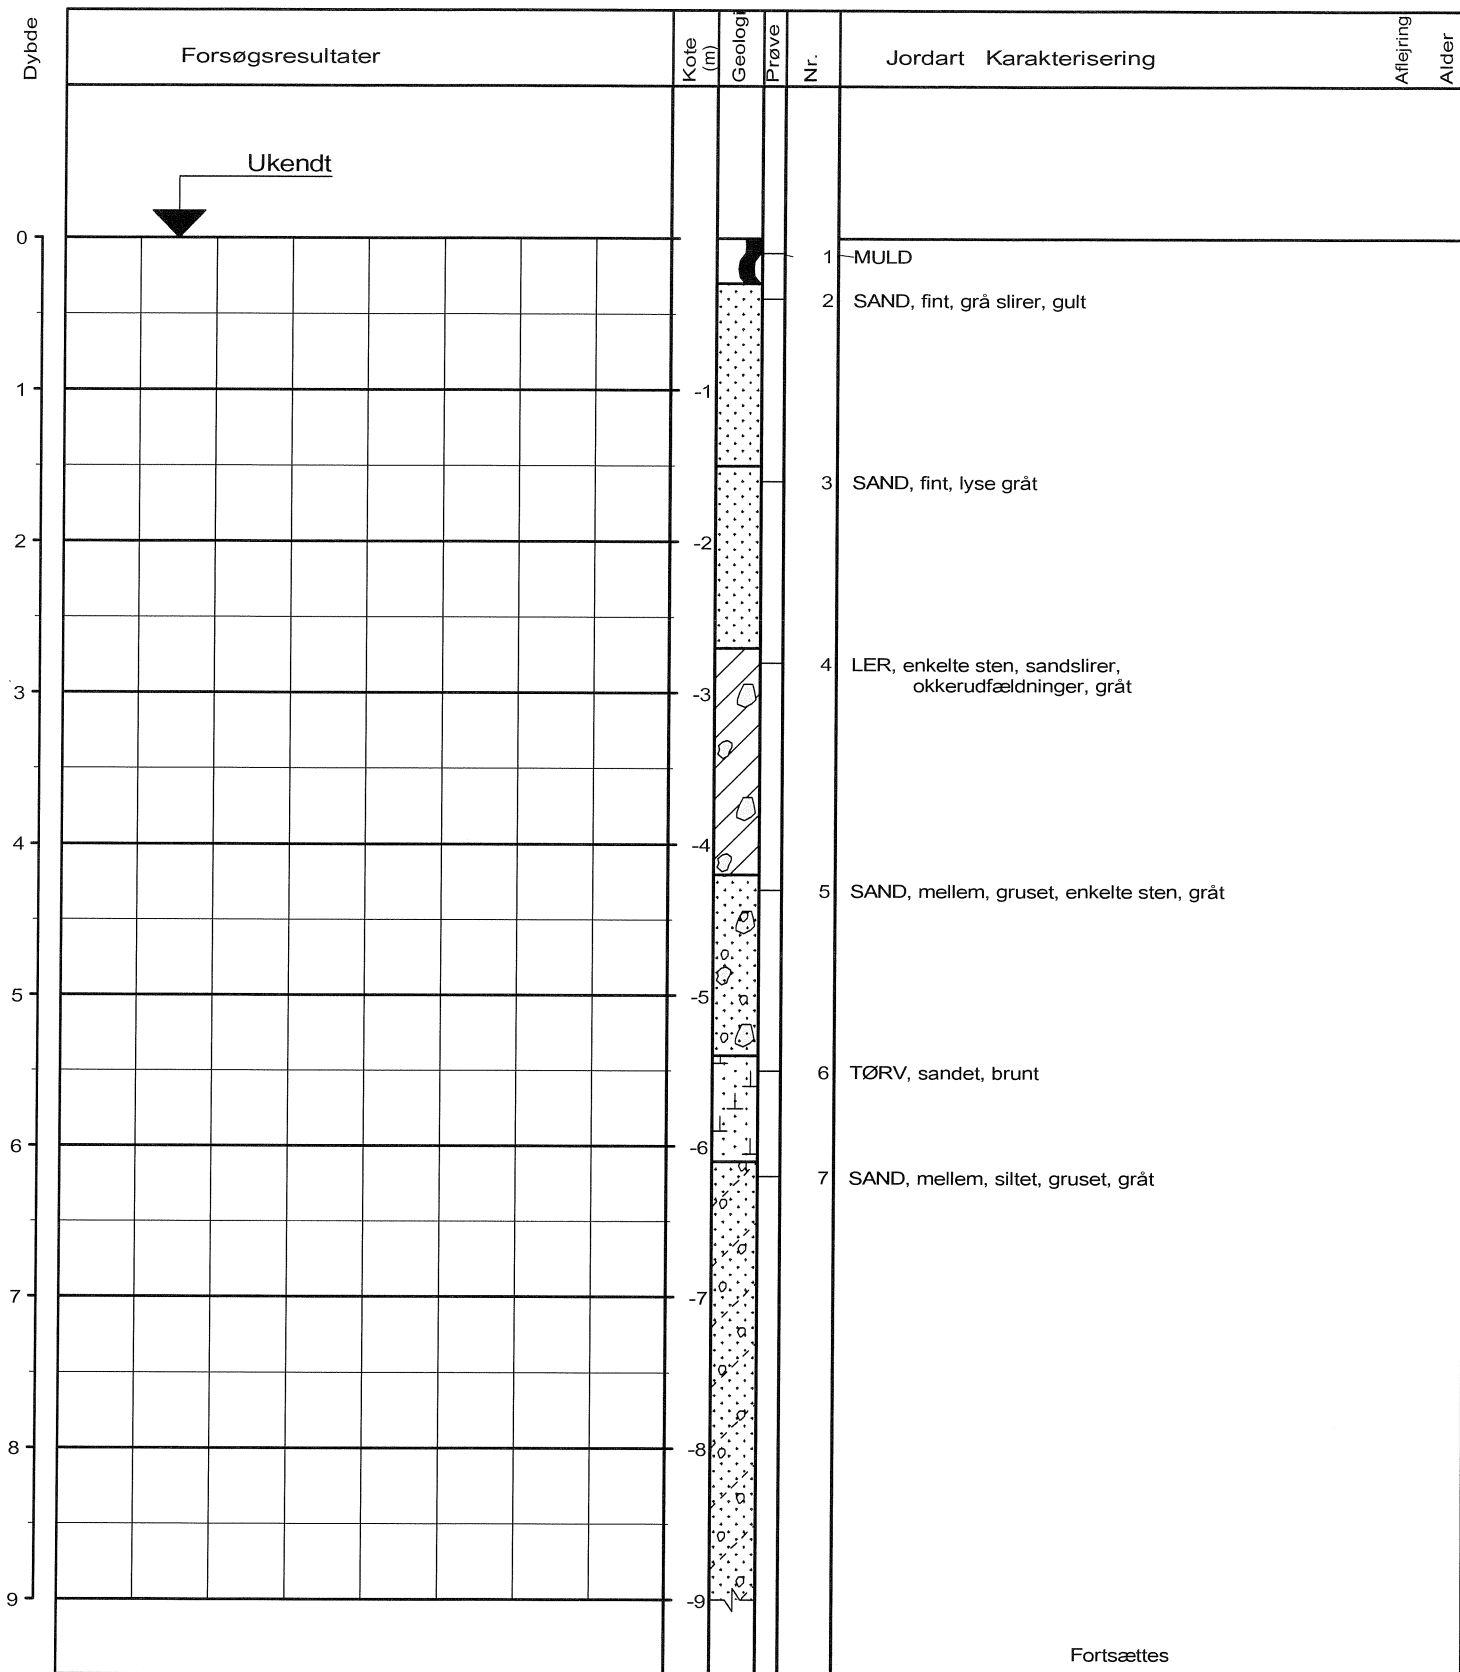 Dybde
Forsøgsresultater
Kote
(m)
Geologi
Prøve
Nr.
Jordart Karakterisering
Aflejring
Alder
Ukendt
0
1 MULD
2 SAND, fint, grå slirer, gult
1
-1
3 SAND, fint, lyse gråt
2
-2
4 LER, enkelte sten, sandslirer,
okkerudfældninger, gråt
3
-3
4
-4
5 SAND, mellem, gruset, enkelte sten, gråt
5
-5
6 TØRV, sandet, brunt
6
-6
7 SAND, mellem, siltet, gruset, gråt
7
-7
8
-8
9
-9
Fortsættes